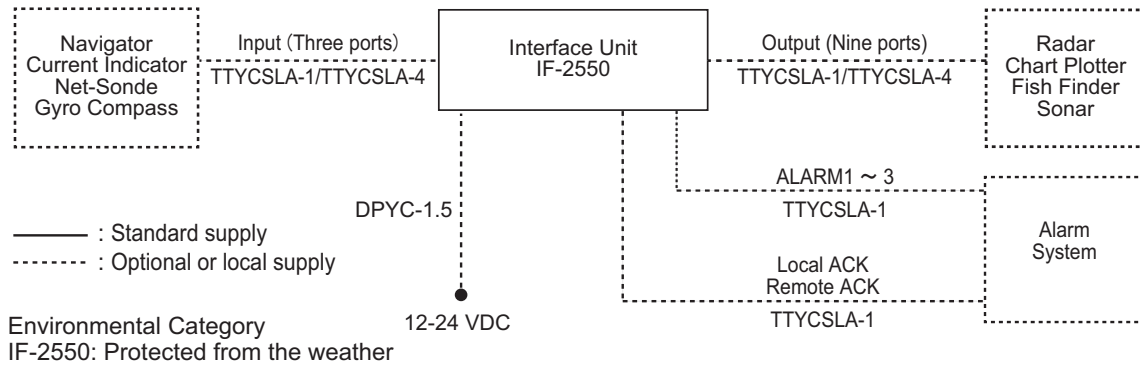 Navigator
Current Indicator
Net-Sonde
Gyro Compass
Input (Three ports)
TTYCSLA-1/TTYCSLA-4
Interface Unit
IF-2550
Output (Nine ports)
TTYCSLA-1/TTYCSLA-4
Radar
Chart Plotter
Fish Finder
Sonar
ALARM1 ~ 3
TTYCSLA-1
DPYC-1.5
Alarm
System
: Standard supply
: Optional or local supply
Local ACK
Remote ACK
TTYCSLA-1
12-24 VDC
Environmental Category
IF-2550: Protected from the weather